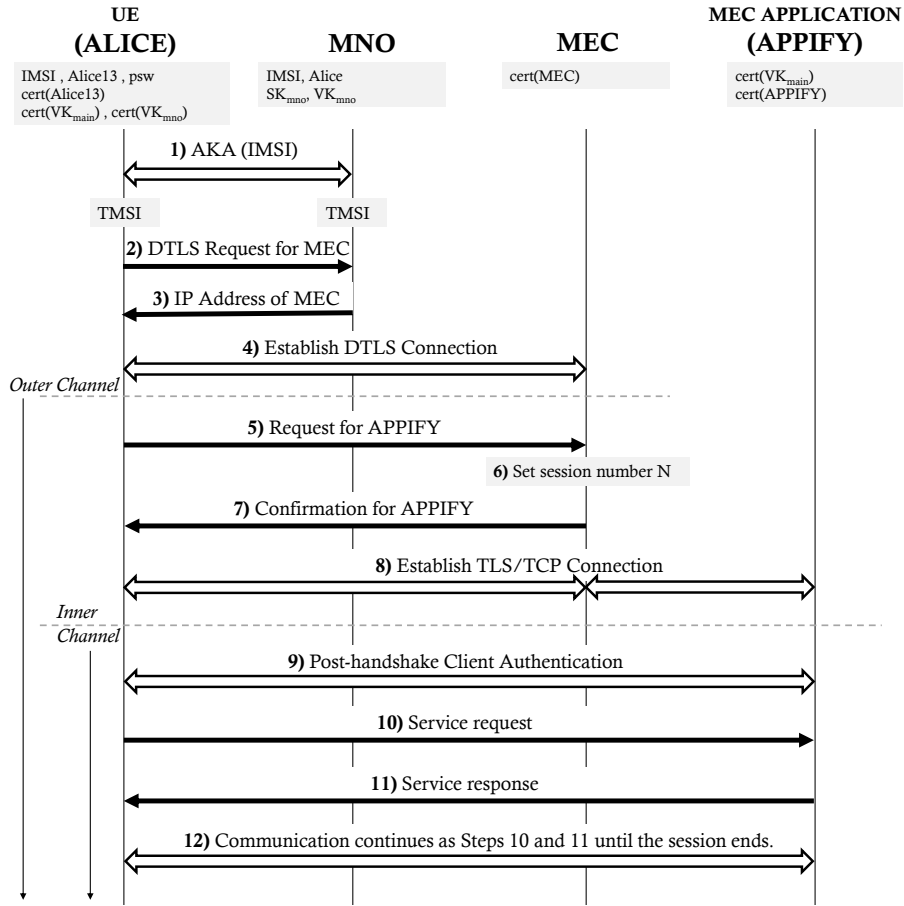 UE
(ALICE)
MNO
MEC
MEC APPLICATION
(APPIFY)
IMSI , Alice13 , psw
cert(Alice13)
cert(VKmain) , cert(VKmno)
IMSI, Alice
SKmno, VKmno
cert(MEC)
cert(VKmain)
cert(APPIFY)
1) AKA (IMSI)
TMSI
TMSI
2) DTLS Request for MEC
3) IP Address of MEC
4) Establish DTLS Connection
Outer Channel
5) Request for APPIFY
6) Set session number N
7) Confirmation for APPIFY
8) Establish TLS/TCP Connection
Inner
Channel
9) Post-handshake Client Authentication
10) Service request
11) Service response
12) Communication continues as Steps 10 and 11 until the session ends.